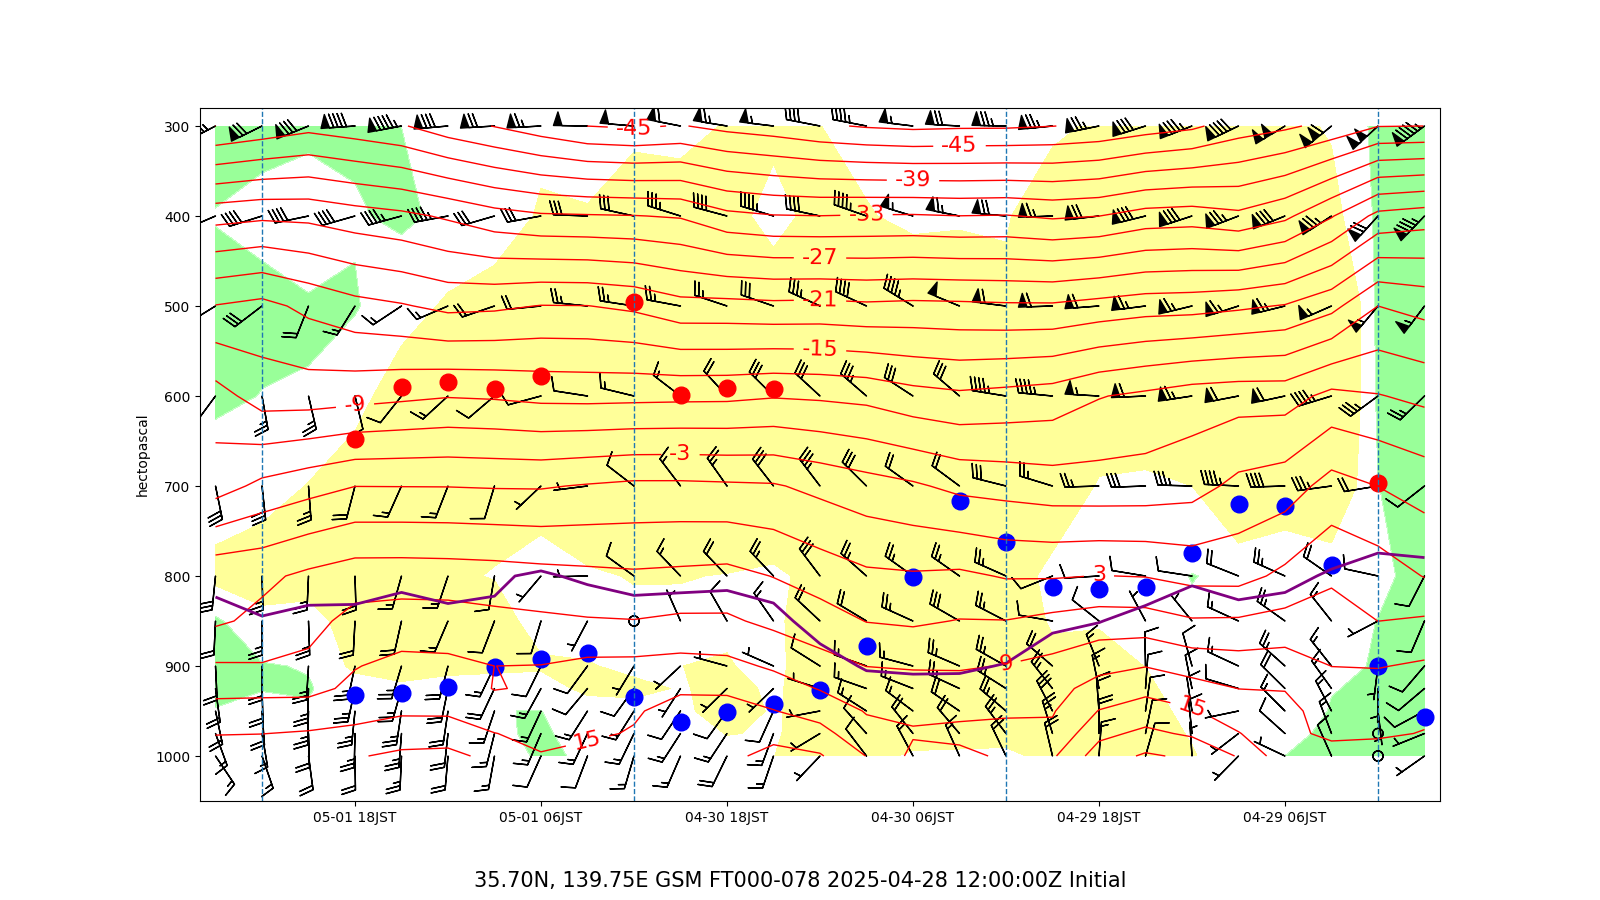 300
400
500
600
700
800
900
1000
hectopascal
-45
-45
-39
-33
-27
-21
-15
-9
-3
3
9
15
15
05-01 18JST
05-01 06JST
04-30 18JST
04-30 06JST
04-29 18JST
04-29 06JST
35.70N, 139.75E GSM FT000-078 2025-04-28 12:00:00Z Initial